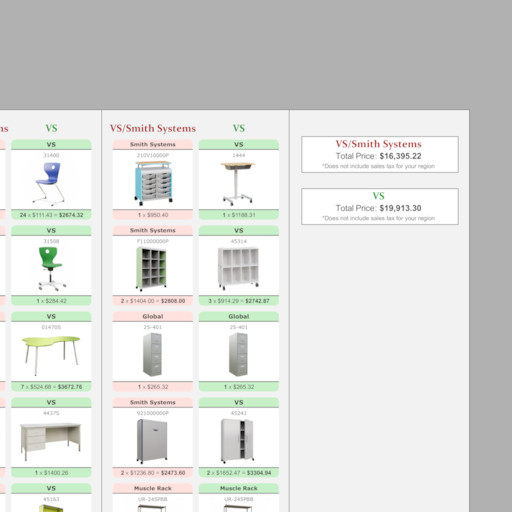 ms
VS
VS/Smith Systems
VS
VS
31400
24 x $111.43 = $2674.32
VS
31508
1 x $284.42
VS
01470S
7 x $524.68 = $3672.76
VS
44375
1 x $1400.26
VS
45163
Smith Systems
210V10000P
1 x $950.40
Smith Systems
F11000000P
2 x $1404.00 = $2808.00
Global
25-401
1 x $265.32
Smith Systems
921000000P
2 x $1236.80 = $2473.60
Muscle Rack
UR-245PBB
VS
1444
1 x $1188.31
VS
45314
3 x $914.29 = $2742.87
Global
25-401
1 x $265.32
VS
45241
2 x $1652.47 = $3304.94
Muscle Rack
UR-245PBB
VS/Smith Systems
Total Price: $16,395.22
*Does not include sales tax for your region
VS
Total Price: $19,913.30
*Does not include sales tax for your region